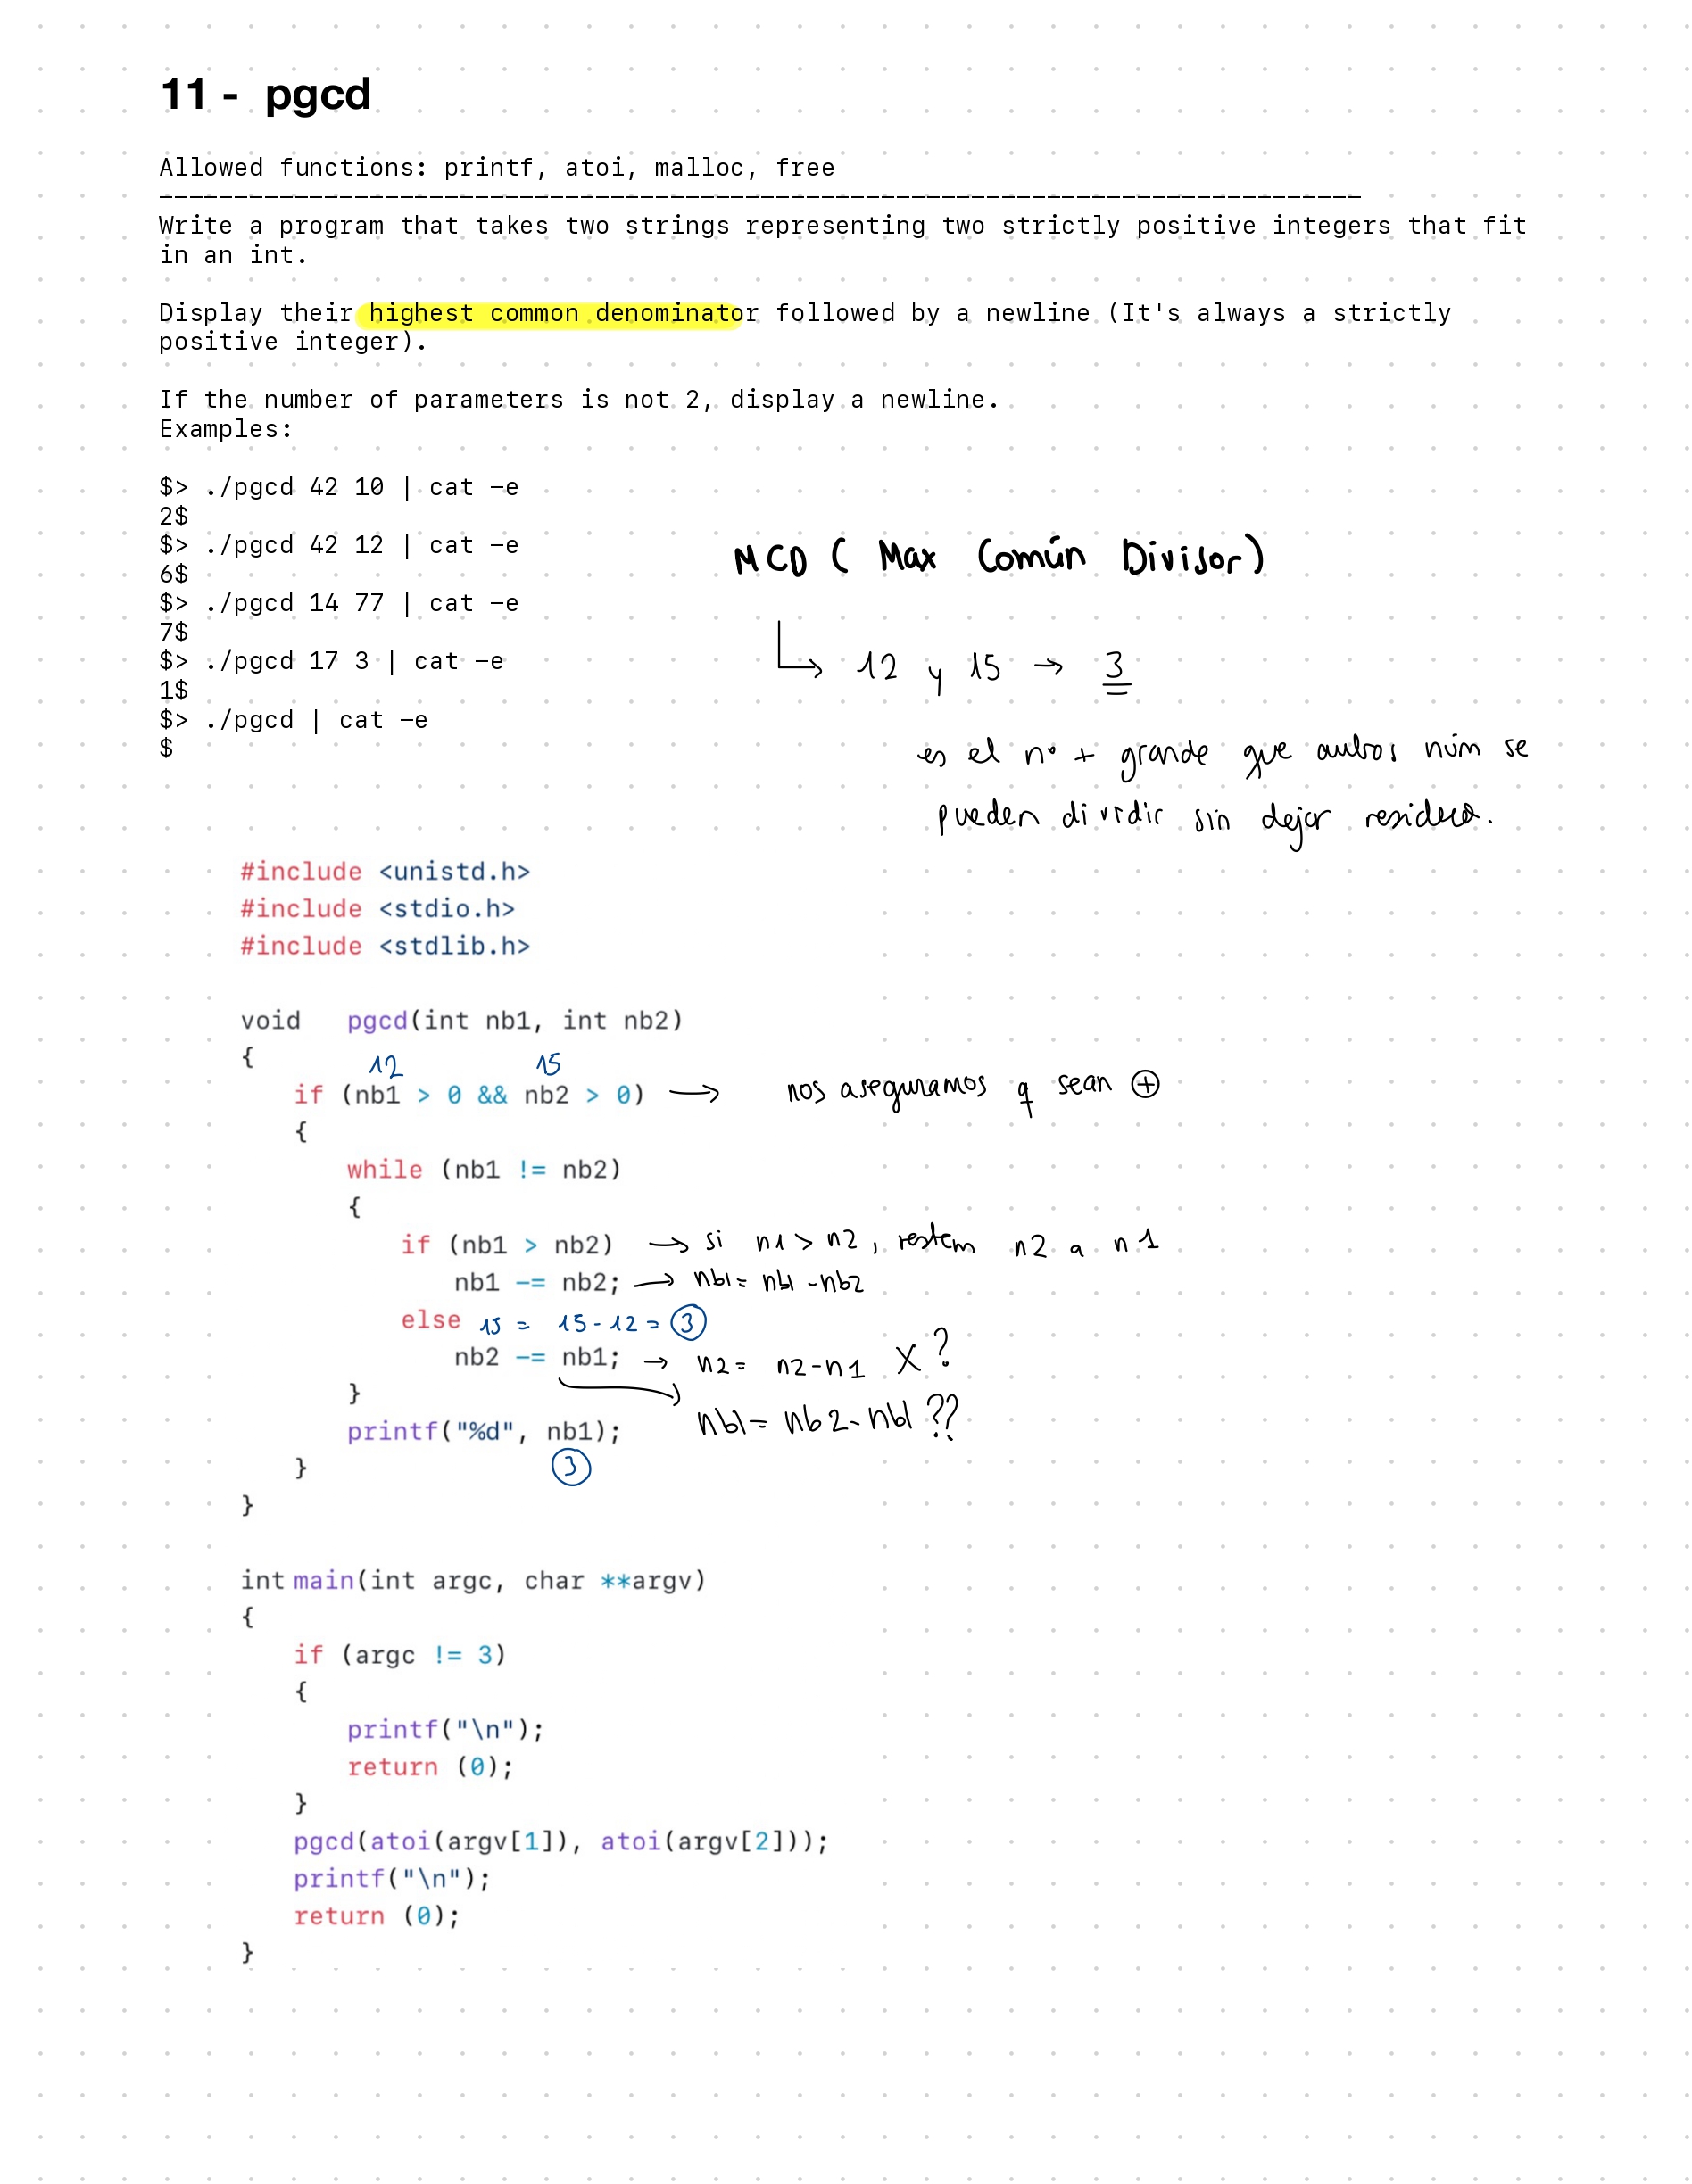 11 - pgcd
Allowed functions: printf, atoi, malloc, free
--------------------------------------------------------------------------------
Write a program that takes two strings representing two strictly positive integers that fit
in an int.
Display their highest common denominator followed by a newline (It's always a strictly
positive integer).
If the number of parameters is not 2, display a newline.
Examples:
$> ./pgcd 42 10 | cat -e
2$
$> ./pgcd 42 12 | cat -e
6$
$> ./pgcd 14 77 | cat -e
7$
$> ./pgcd 17 3 | cat -e
1$
$> ./pgcd | cat -e
$
MCD ( Max Común Divisor)
12 y 15 → 3
es el nº + grande que ambos núm se
pueden dividir sin dejar residuo.
#include <unistd.h>
#include <stdio.h>
#include <stdlib.h>
void pgcd(int nb1, int nb2)
{
12 15
if (nb1 > 0 && nb2 > 0) → nos aseguramos q sean ⊕
{
while (nb1 != nb2)
{
if (nb1 > nb2) → si n1 > n2, restem n2 a n1
nb1 -= nb2; → nb1 = nb1 - nb2
else 15 = 15 - 12 = 3
nb2 -= nb1; → n2 = n2 - n1 X ?
}
nb1 = nb2 - nb1 ??
printf("%d", nb1);
} 3
}
int main(int argc, char **argv)
{
if (argc != 3)
{
printf("\n");
return (0);
}
pgcd(atoi(argv[1]), atoi(argv[2]));
printf("\n");
return (0);
}